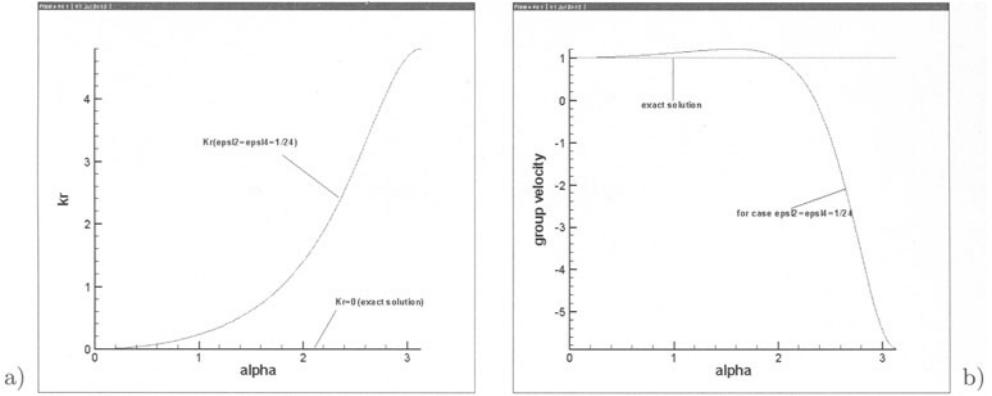 4
3
2
1
0
kr
Kr(epsl2=epsl4=1/24)
Kr=0 (exact solution)
0
1
2
3
alpha
a)
1
0
-1
-2
-3
-4
-5
group velocity
exact solution
for case epsl2=epsl4=1/24
0
1
2
3
alpha
b)